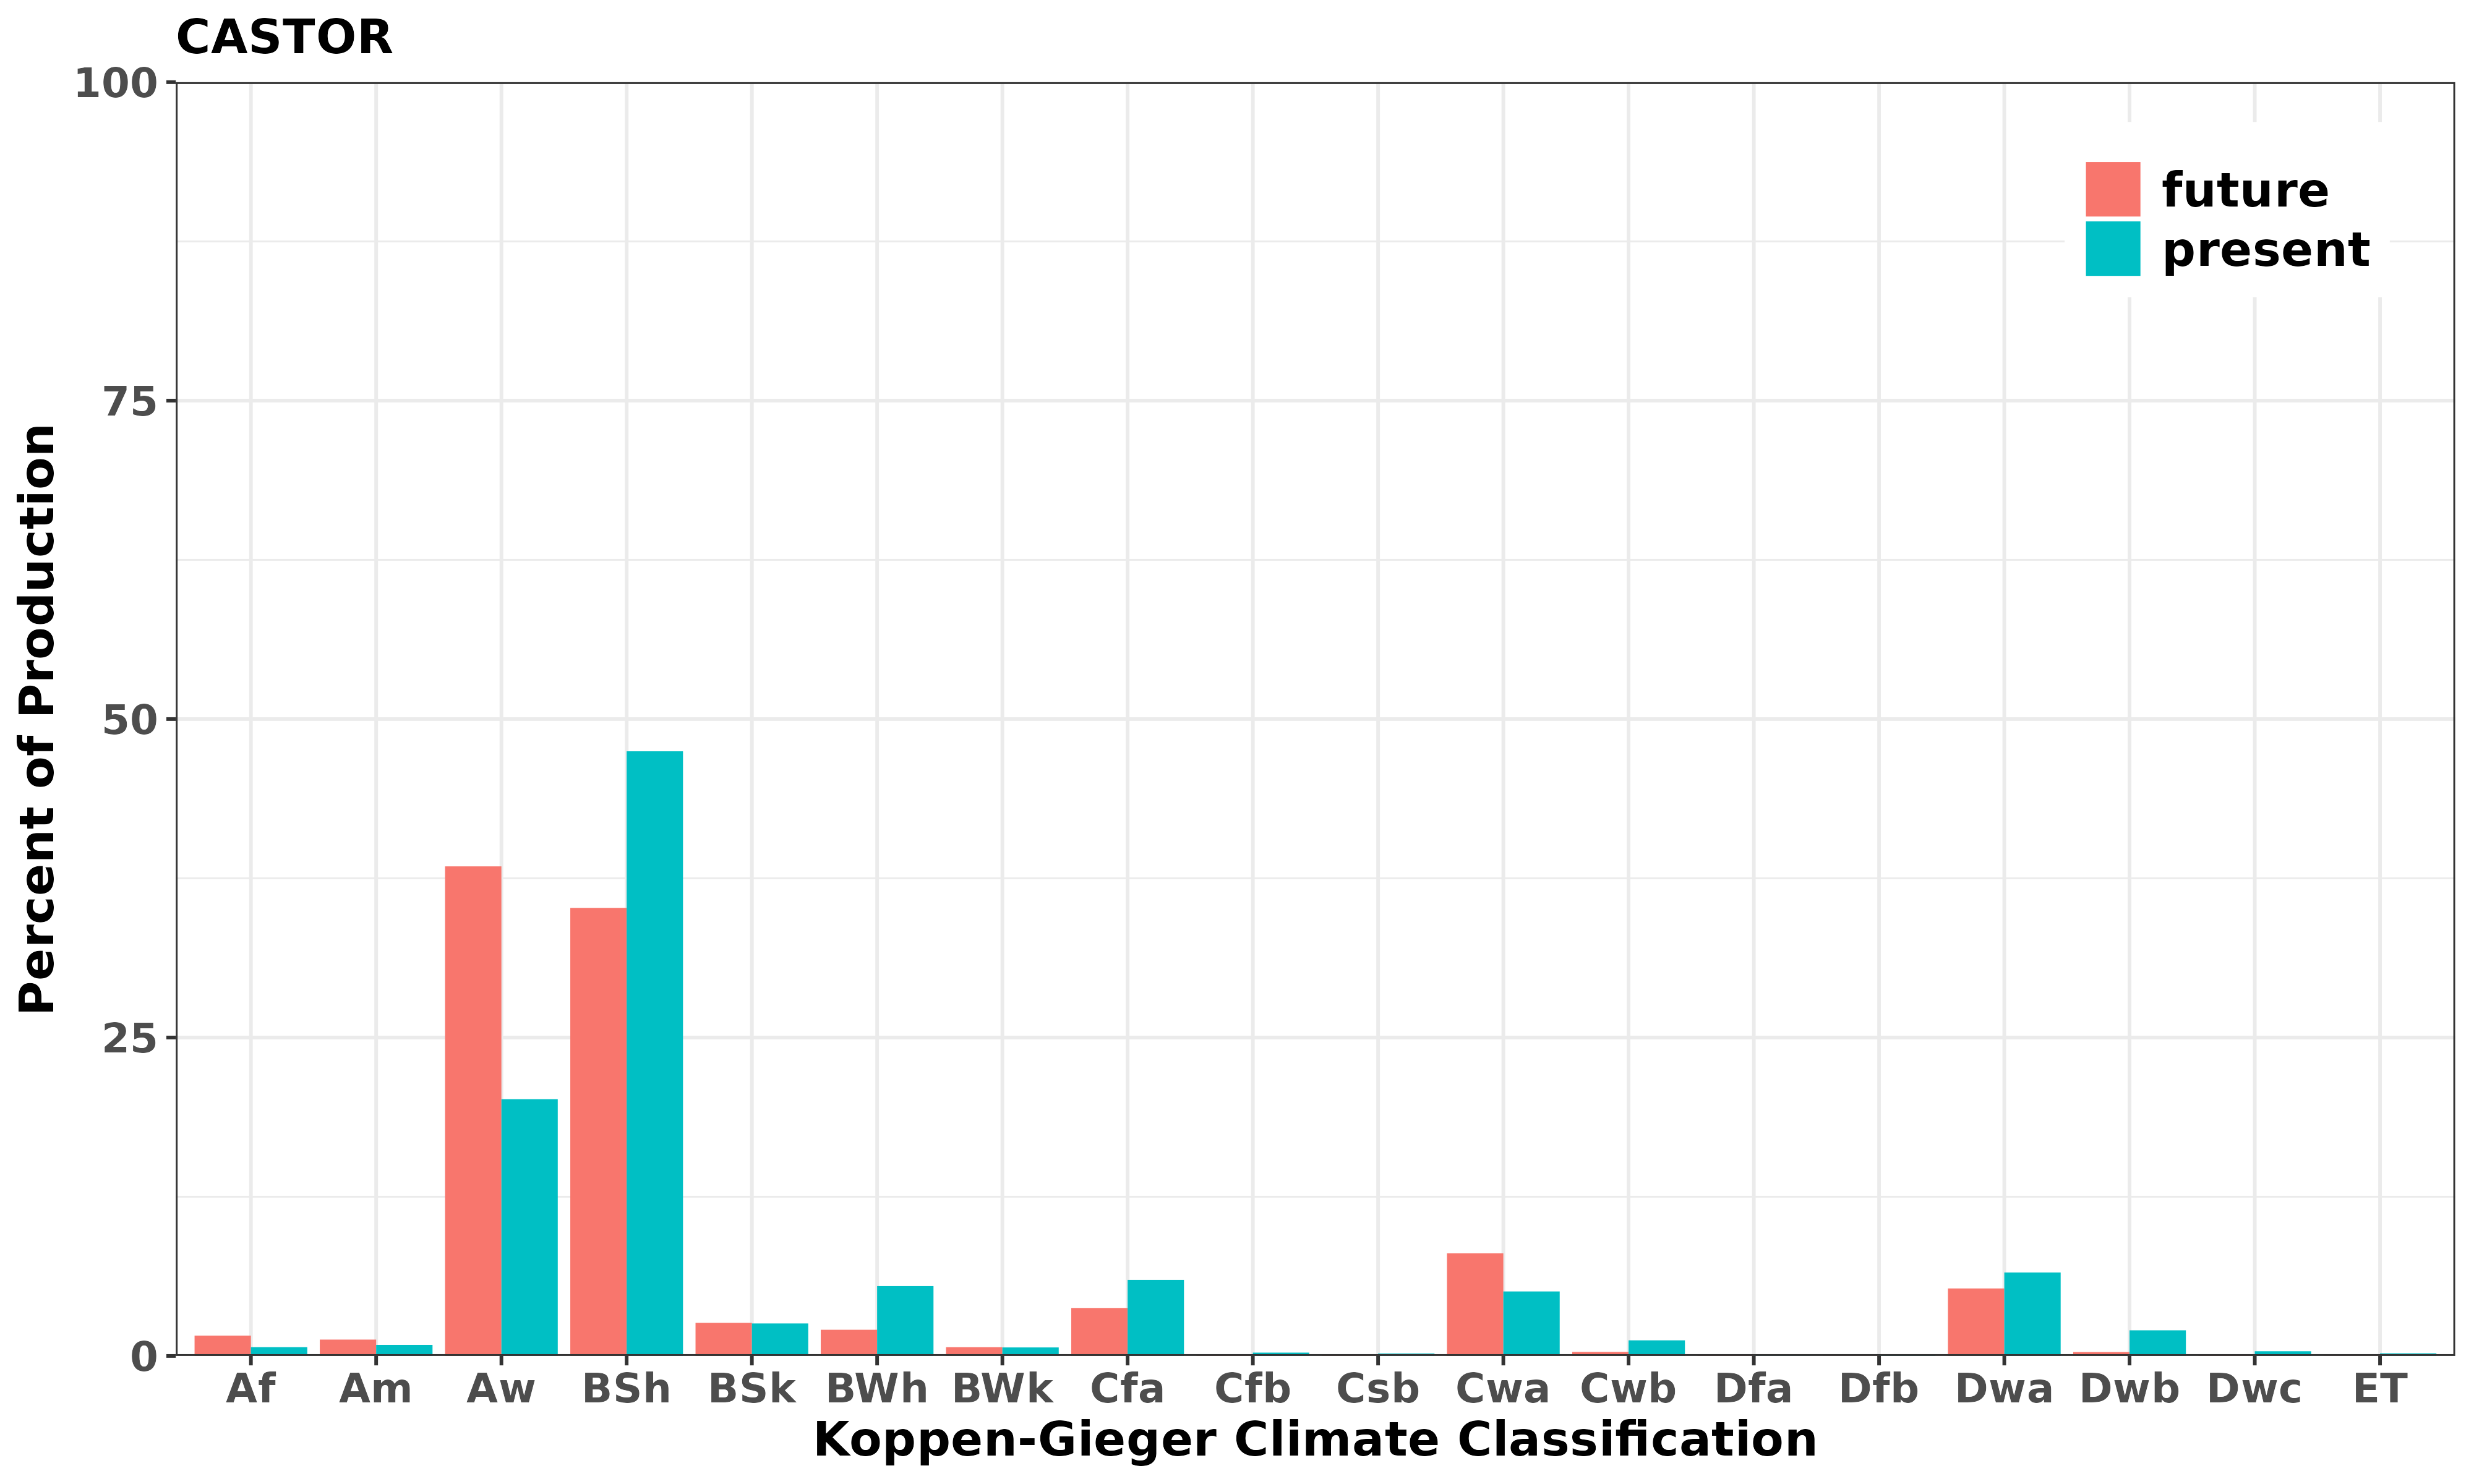 CASTOR
100
75
50
25
0
Percent of Production
future
present
Af Am Aw BSh BSk BWh BWk Cfa Cfb Csb Cwa Cwb Dfa Dfb Dwa Dwb Dwc ET
Koppen-Gieger Climate Classification